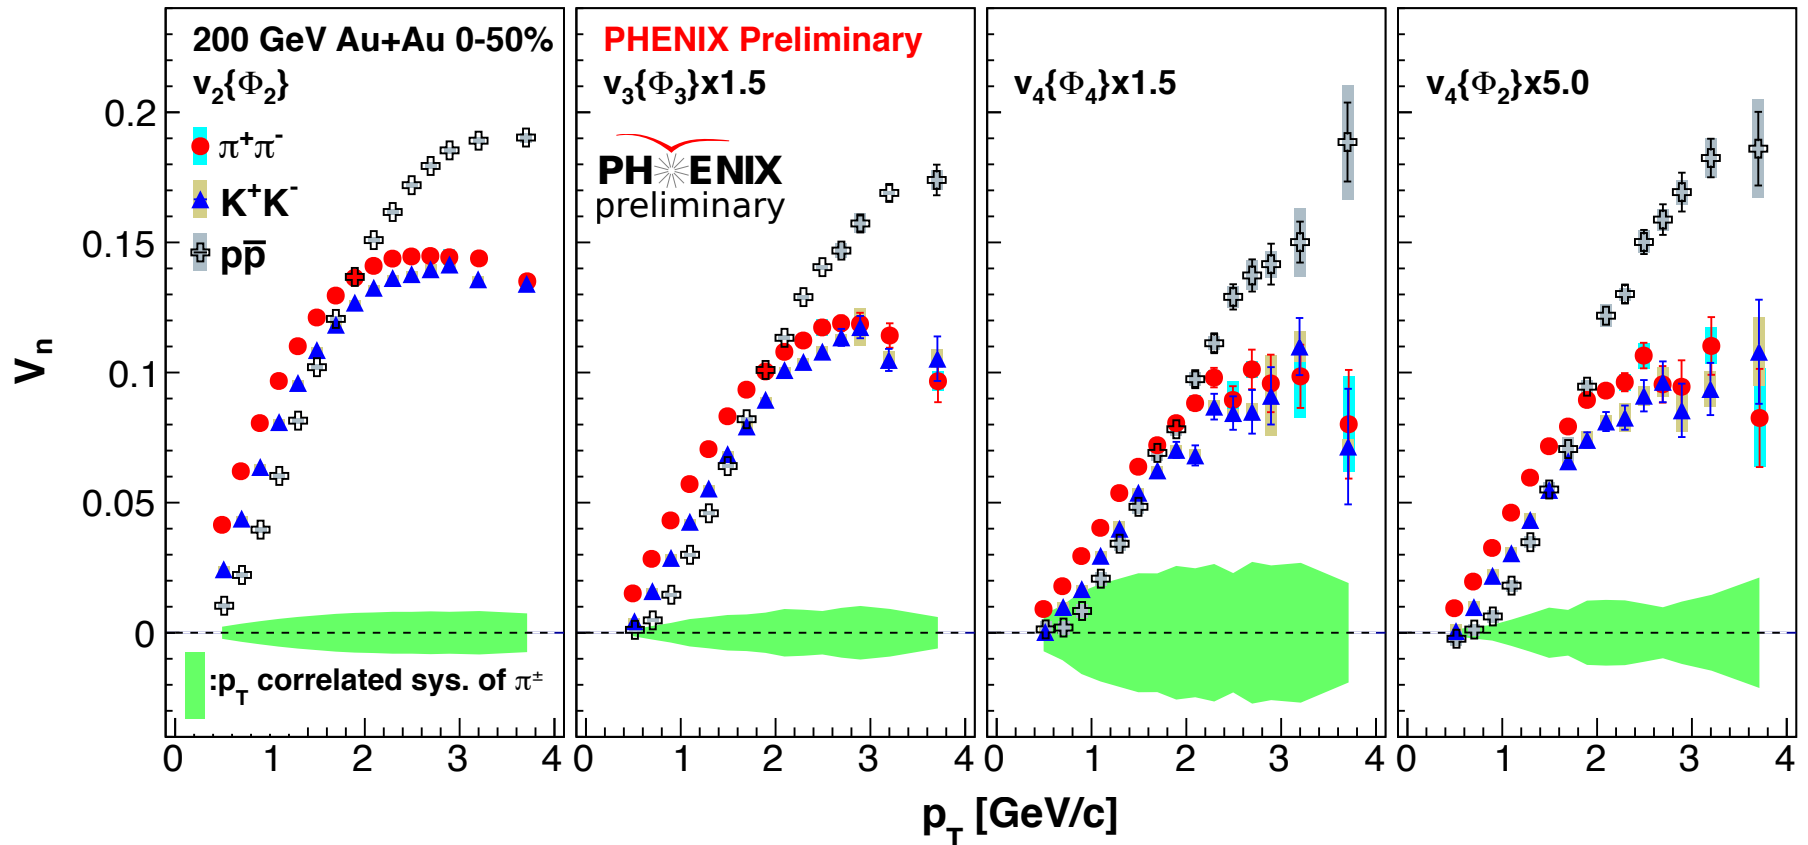 200 GeV Au+Au 0-50%
v₂{Φ₂}
π⁺π⁻
K⁺K⁻
pp̅
:p_T correlated sys. of π±
PHENIX Preliminary
v₃{Φ₃}x1.5
PHENIX
preliminary
v₄{Φ₄}x1.5
v₄{Φ₂}x5.0
V_n
0.2
0.15
0.1
0.05
0
0 1 2 3 4
0 1 2 3 4
0 1 2 3 4
0 1 2 3 4
p_T [GeV/c]